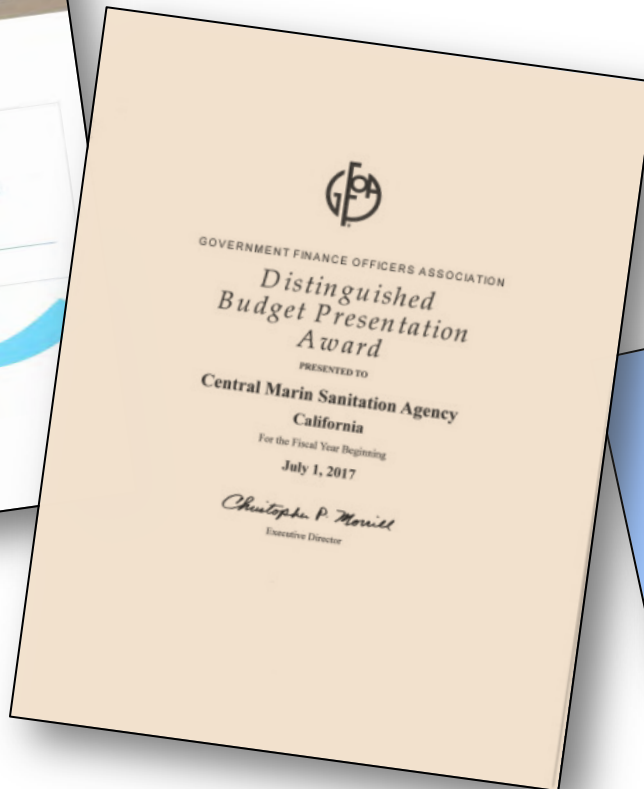 GFOA
GOVERNMENT FINANCE OFFICERS ASSOCIATION
Distinguished
Budget Presentation
Award
PRESENTED TO
Central Marin Sanitation Agency
California
For the Fiscal Year Beginning
July 1, 2017
Christopher P. Morrill
Executive Director